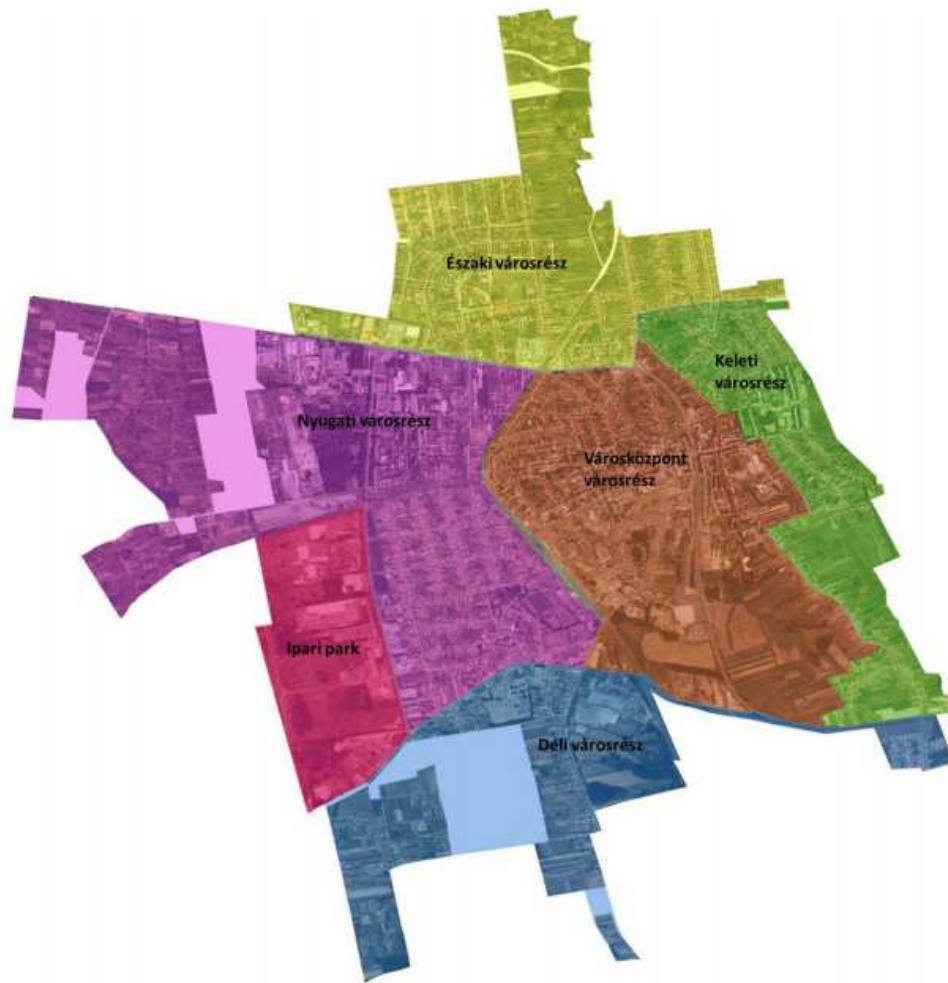 Északi városrész
Keleti
városrész
Nyugati városrész
Városközpont
városrész
Ipari park
Déli városrész